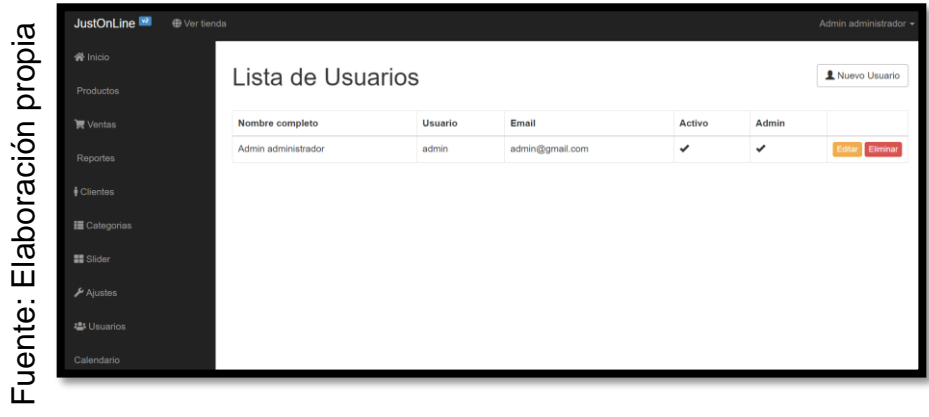 Fuente: Elaboración propia
JustOnLine v2 Ver tienda Admin administrador
Inicio
Productos
Ventas
Reportes
Clientes
Categorias
Slider
Ajustes
Usuarios
Calendario
Lista de Usuarios
Nuevo Usuario
Nombre completo Usuario Email Activo Admin
Admin administrador admin admin@gmail.com Editar Eliminar